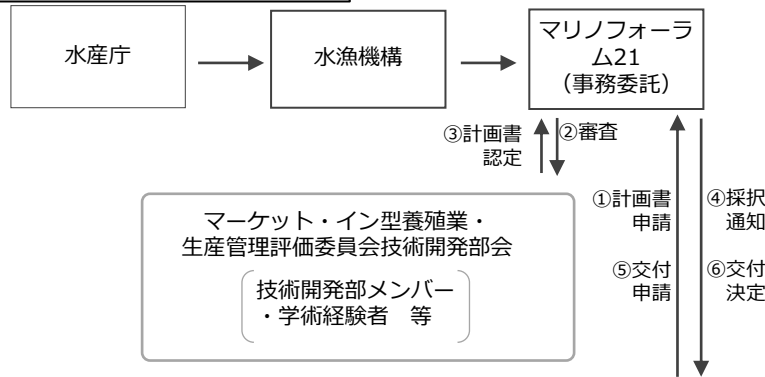 水産庁
水漁機構
マリノフォーラ
ム21
（事務委託）
③計画書
認定
②審査
マーケット・イン型養殖業・
生産管理評価委員会技術開発部会
技術開発部メンバー
・学術経験者　等
①計画書
申請
④採択
通知
⑤交付
申請
⑥交付
決定